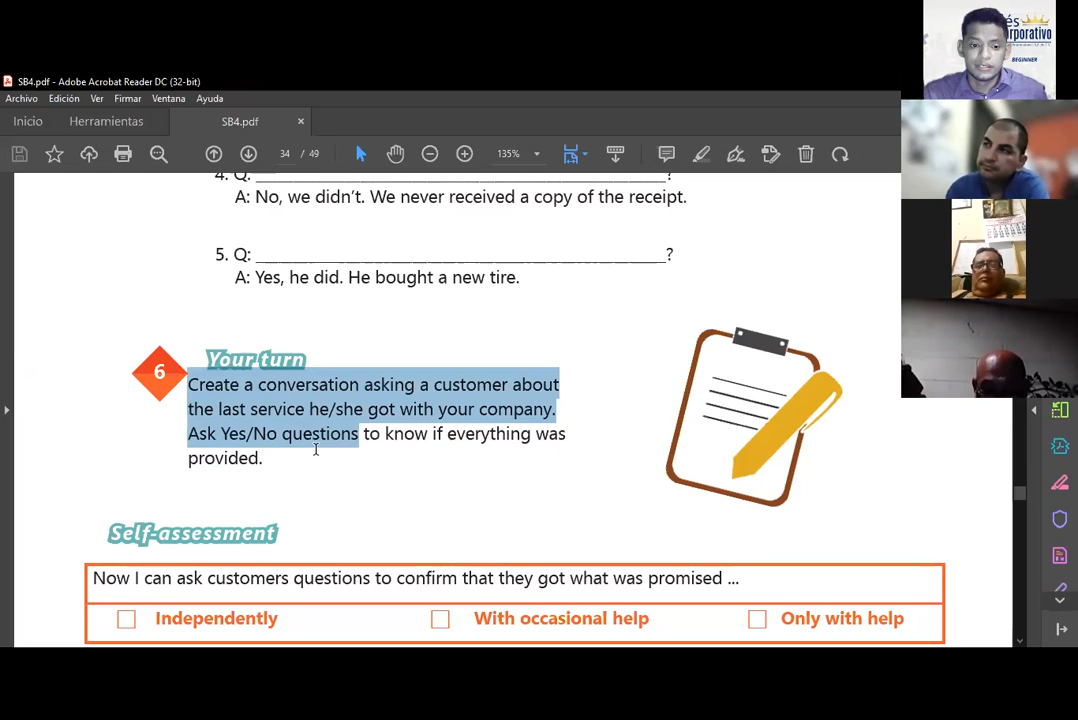 és
orporativo
BEGINNER
SB4.pdf - Adobe Acrobat Reader DC (32-bit)
Archivo Edición Ver Firmar Ventana Ayuda
Inicio Herramientas SB4.pdf ×
34 / 49 135%
4. Q: ___________________________________________?
A: No, we didn't. We never received a copy of the receipt.
5. Q: ___________________________________________?
A: Yes, he did. He bought a new tire.
6
Your turn
Create a conversation asking a customer about
the last service he/she got with your company.
Ask Yes/No questions to know if everything was
provided.
Self-assessment
Now I can ask customers questions to confirm that they got what was promised ...
Independently With occasional help Only with help